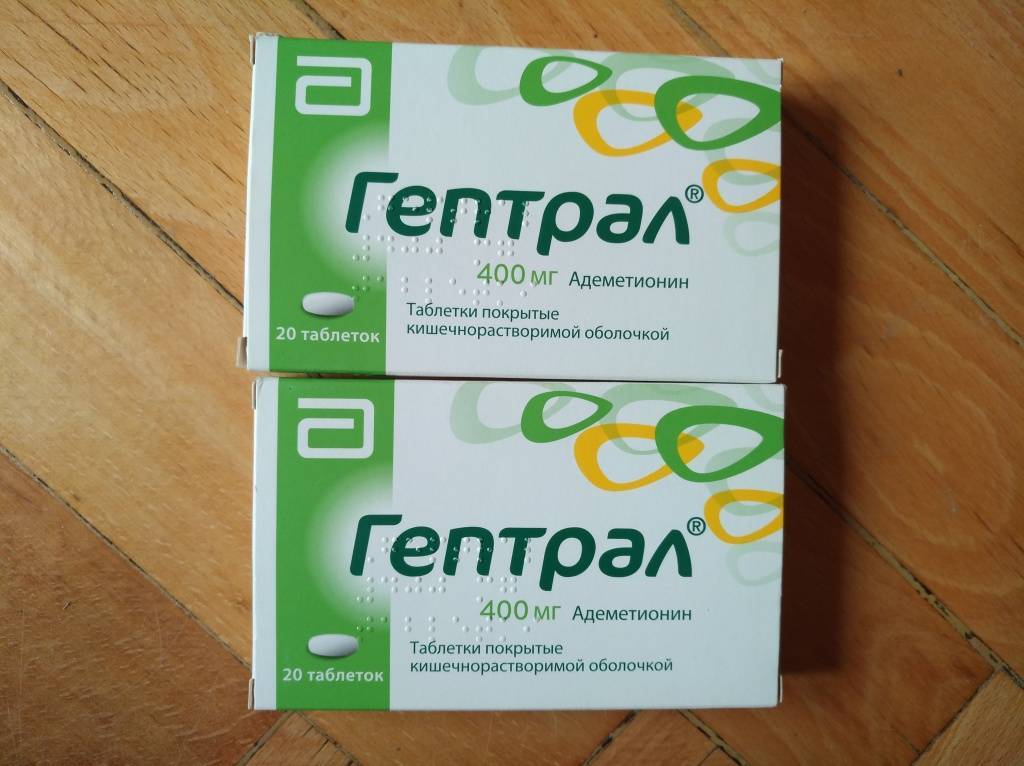 Гептрал®
400 мг Адеметионин
Таблетки покрытые
кишечнорастворимой оболочкой
20 таблеток
Гептрал®
400 мг Адеметионин
Таблетки покрытые
кишечнорастворимой оболочкой
20 таблеток